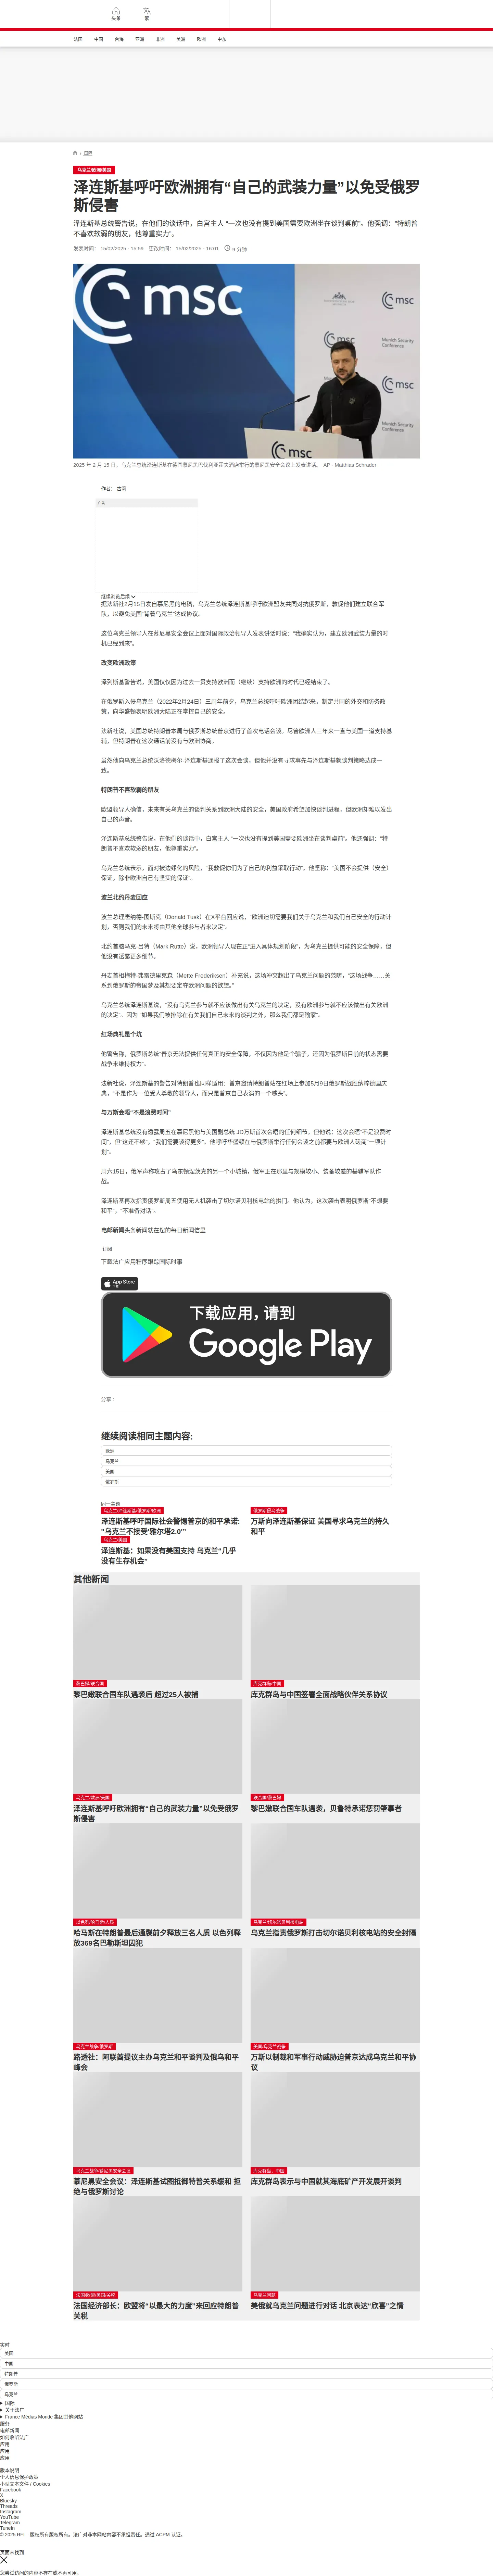 头条
繁
法国
中国
台海
亚洲
非洲
美洲
欧洲
中东
/ 国际
乌克兰/欧洲/美国
泽连斯基呼吁欧洲拥有“自己的武装力量”以免受俄罗
斯侵害
泽连斯基总统警告说，在他们的谈话中，白宫主人 “一次也没有提到美国需要欧洲坐在谈判桌前”。他强调：“特朗普
不喜欢软弱的朋友，他尊重实力”。
发表时间： 15/02/2025 - 15:59 更改时间： 15/02/2025 - 16:01 9 分钟
msc
msc
Munich Security
Conference
msc
Munich Security
Conference
2025 年 2 月 15 日，乌克兰总统泽连斯基在德国慕尼黑巴伐利亚霍夫酒店举行的慕尼黑安全会议上发表讲话。 AP - Matthias Schrader
作者： 古莉
广告
继续浏览后续
据法新社2月15日发自慕尼黑的电稿，乌克兰总统泽连斯基呼吁欧洲盟友共同对抗俄罗斯，敦促他们建立联合军
队，以避免美国“背着乌克兰”达成协议。
这位乌克兰领导人在慕尼黑安全会议上面对国际政治领导人发表讲话时说：“我确实认为，建立欧洲武装力量的时
机已经到来”。
改变欧洲政策
泽列斯基警告说，美国仅仅因为过去一贯支持欧洲而（继续）支持欧洲的时代已经结束了。
在俄罗斯入侵乌克兰（2022年2月24日）三周年前夕，乌克兰总统呼吁欧洲团结起来，制定共同的外交和防务政
策，向华盛顿表明欧洲大陆正在掌控自己的安全。
法新社说，美国总统特朗普本周与俄罗斯总统普京进行了首次电话会谈。尽管欧洲人三年来一直与美国一道支持基
辅，但特朗普在这次通话前没有与欧洲协商。
虽然他向乌克兰总统沃洛德梅尔-泽连斯基通报了这次会谈，但他并没有寻求事先与泽连斯基就谈判策略达成一
致。
特朗普不喜欢软弱的朋友
欧盟领导人确信，未来有关乌克兰的谈判关系到欧洲大陆的安全，美国政府希望加快谈判进程，但欧洲却难以发出
自己的声音。
泽连斯基总统警告说，在他们的谈话中，白宫主人 “一次也没有提到美国需要欧洲坐在谈判桌前”。他还强调：“特
朗普不喜欢软弱的朋友，他尊重实力”。
乌克兰总统表示，面对被边缘化的风险，“我敦促你们为了自己的利益采取行动”。他坚称：“美国不会提供（安全）
保证，除非欧洲自己有坚实的保证”。
波兰北约丹麦回应
波兰总理唐纳德-图斯克（Donald Tusk）在X平台回应说，“欧洲迫切需要我们关于乌克兰和我们自己安全的行动计
划，否则我们的未来将由其他全球参与者来决定”。
北约首脑马克-吕特（Mark Rutte）说，欧洲领导人现在正“进入具体规划阶段”，为乌克兰提供可能的安全保障，但
他没有透露更多细节。
丹麦首相梅特-弗雷德里克森（Mette Frederiksen）补充说，这场冲突超出了乌克兰问题的范畴，“这场战争……关
系到俄罗斯的帝国梦及其想要定夺欧洲问题的欲望。”
乌克兰总统泽连斯基说，“没有乌克兰参与就不应该做出有关乌克兰的决定，没有欧洲参与就不应该做出有关欧洲
的决定”。因为 “如果我们被排除在有关我们自己未来的谈判之外，那么我们都是输家”。
红场典礼是个坑
他警告称，俄罗斯总统“普京无法提供任何真正的安全保障，不仅因为他是个骗子，还因为俄罗斯目前的状态需要
战争来维持权力”。
法新社说，泽连斯基的警告对特朗普也同样适用：普京邀请特朗普站在红场上参加5月9日俄罗斯战胜纳粹德国庆
典，“不是作为一位受人尊敬的领导人，而只是普京自己表演的一个噱头”。
与万斯会晤“不是浪费时间”
泽连斯基总统没有透露周五在慕尼黑他与美国副总统 JD万斯首次会晤的任何细节。但他说：这次会晤“不是浪费时
间”，但“这还不够”，“我们需要谈得更多”。他呼吁华盛顿在与俄罗斯举行任何会谈之前都要与欧洲人磋商“一项计
划”。
周六15日，俄军声称攻占了乌东顿涅茨克的另一个小城镇，俄军正在那里与规模较小、装备较差的基辅军队作
战。
泽连斯基再次指责俄罗斯周五使用无人机袭击了切尔诺贝利核电站的拱门。他认为，这次袭击表明俄罗斯“不想要
和平”，“不准备对话”。
电邮新闻头条新闻就在您的每日新闻信里
订阅
下载法广应用程序跟踪国际时事
App Store
下载
下载应用，请到
Google Play
分享 :
继续阅读相同主题内容:
欧洲
乌克兰
美国
俄罗斯
同一主题
乌克兰/泽连斯基/俄罗斯/欧洲
泽连斯基呼吁国际社会警惕普京的和平承诺:
"乌克兰不接受'雅尔塔2.0'"
俄罗斯侵乌战争
万斯向泽连斯基保证 美国寻求乌克兰的持久
和平
乌克兰/美国
泽连斯基：如果没有美国支持 乌克兰“几乎
没有生存机会”
其他新闻
黎巴嫩/联合国
黎巴嫩联合国车队遇袭后 超过25人被捕
库克群岛/中国
库克群岛与中国签署全面战略伙伴关系协议
乌克兰/欧洲/美国
泽连斯基呼吁欧洲拥有“自己的武装力量”以免受俄罗
斯侵害
联合国/黎巴嫩
黎巴嫩联合国车队遇袭，贝鲁特承诺惩罚肇事者
以色列/哈马斯/人质
哈马斯在特朗普最后通牒前夕释放三名人质 以色列释
放369名巴勒斯坦囚犯
乌克兰/切尔诺贝利核电站
乌克兰指责俄罗斯打击切尔诺贝利核电站的安全封隔
乌克兰战争/俄罗斯
路透社：阿联酋提议主办乌克兰和平谈判及俄乌和平
峰会
美国/乌克兰战争
万斯以制裁和军事行动威胁迫普京达成乌克兰和平协
议
乌克兰战争/慕尼黑安全会议
慕尼黑安全会议：泽连斯基试图抵御特普关系缓和 拒
绝与俄罗斯讨论
库克群岛，中国
库克群岛表示与中国就其海底矿产开发展开谈判
法国/欧盟/美国/关税
法国经济部长：欧盟将“以最大的力度”来回应特朗普
关税
乌克兰问题
美俄就乌克兰问题进行对话 北京表达“欣喜”之情
实时
美国
中国
特朗普
俄罗斯
乌克兰
国际
关于法广
France Médias Monde 集团其他网站
服务
电邮新闻
如何收听法广
应用
应用
应用
版本说明
个人信息保护政策
小型文本文件 / Cookies
Facebook
X
Bluesky
Threads
Instagram
YouTube
Telegram
TuneIn
© 2025 RFI – 版权所有版权所有。法广对非本网站内容不承担责任。通过 ACPM 认证。
页面未找到
您尝试访问的内容不存在或不再可用。